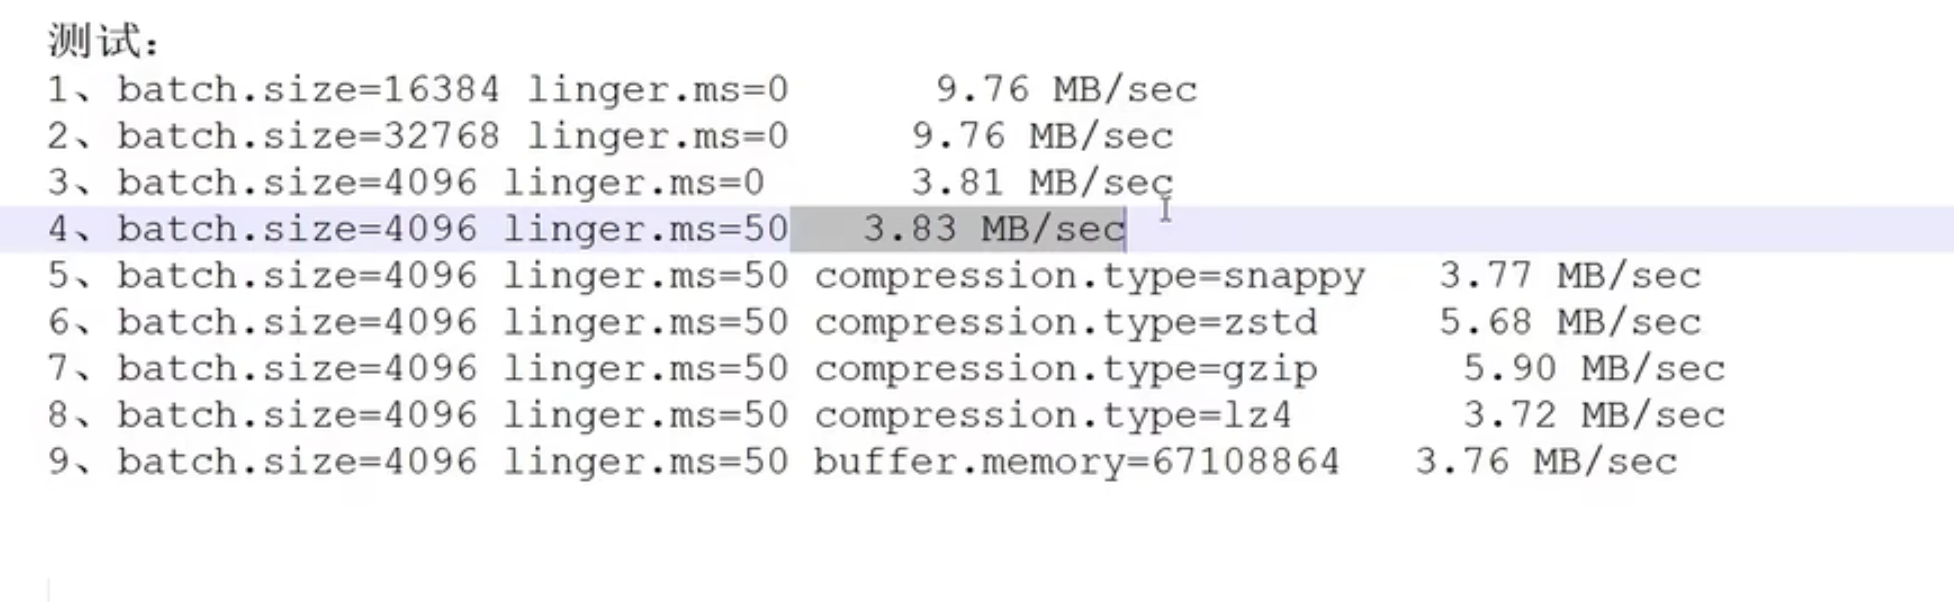 测试：
1、batch.size=16384 linger.ms=0 9.76 MB/sec
2、batch.size=32768 linger.ms=0 9.76 MB/sec
3、batch.size=4096 linger.ms=0 3.81 MB/sec
4、batch.size=4096 linger.ms=50 3.83 MB/sec
5、batch.size=4096 linger.ms=50 compression.type=snappy 3.77 MB/sec
6、batch.size=4096 linger.ms=50 compression.type=zstd 5.68 MB/sec
7、batch.size=4096 linger.ms=50 compression.type=gzip 5.90 MB/sec
8、batch.size=4096 linger.ms=50 compression.type=lz4 3.72 MB/sec
9、batch.size=4096 linger.ms=50 buffer.memory=67108864 3.76 MB/sec